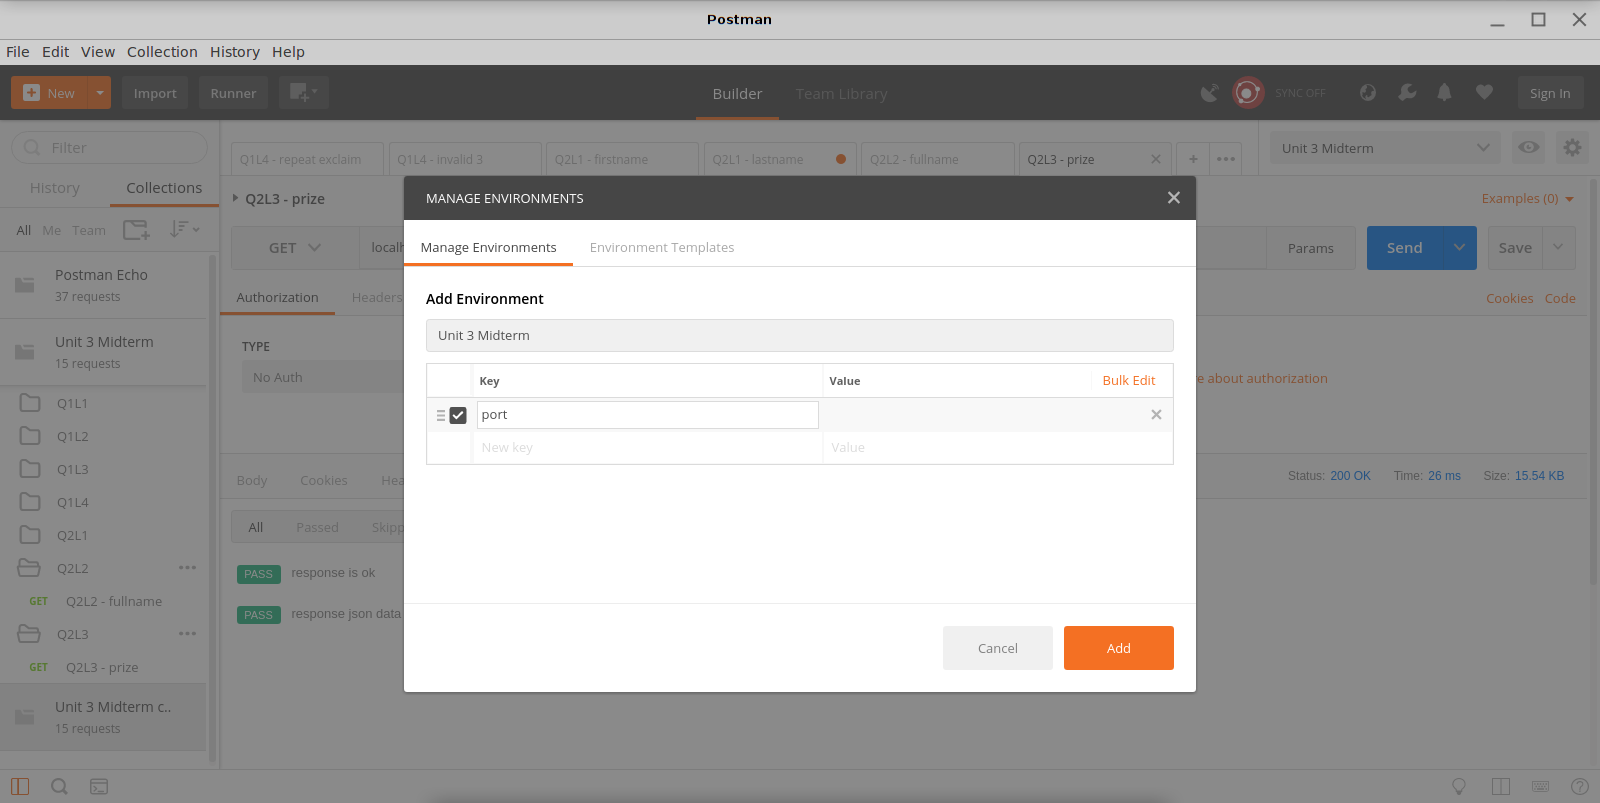 Postman
File Edit View Collection History Help
New Import Runner Builder Team Library SYNC OFF Sign In
Filter
Q1L4 - repeat exclaim Q1L4 - invalid 3 Q2L1 - firstname Q2L1 - lastname Q2L2 - fullname Q2L3 - prize + ••• Unit 3 Midterm
History Collections
All Me Team
Q2L3 - prize Examples (0)
GET localh Params Send Save
Authorization Headers Cookies Code
TYPE
No Auth
e about authorization
Postman Echo
37 requests
Unit 3 Midterm
15 requests
Q1L1
Q1L2
Q1L3
Q1L4
Q2L1
Q2L2 •••
GET Q2L2 - fullname
Q2L3 •••
GET Q2L3 - prize
Unit 3 Midterm c..
15 requests
MANAGE ENVIRONMENTS
Manage Environments Environment Templates
Add Environment
Unit 3 Midterm
Key Value Bulk Edit
port
New key Value
Cancel Add
Body Cookies Hea Status: 200 OK Time: 26 ms Size: 15.54 KB
All Passed Skipp
PASS response is ok
PASS response json data